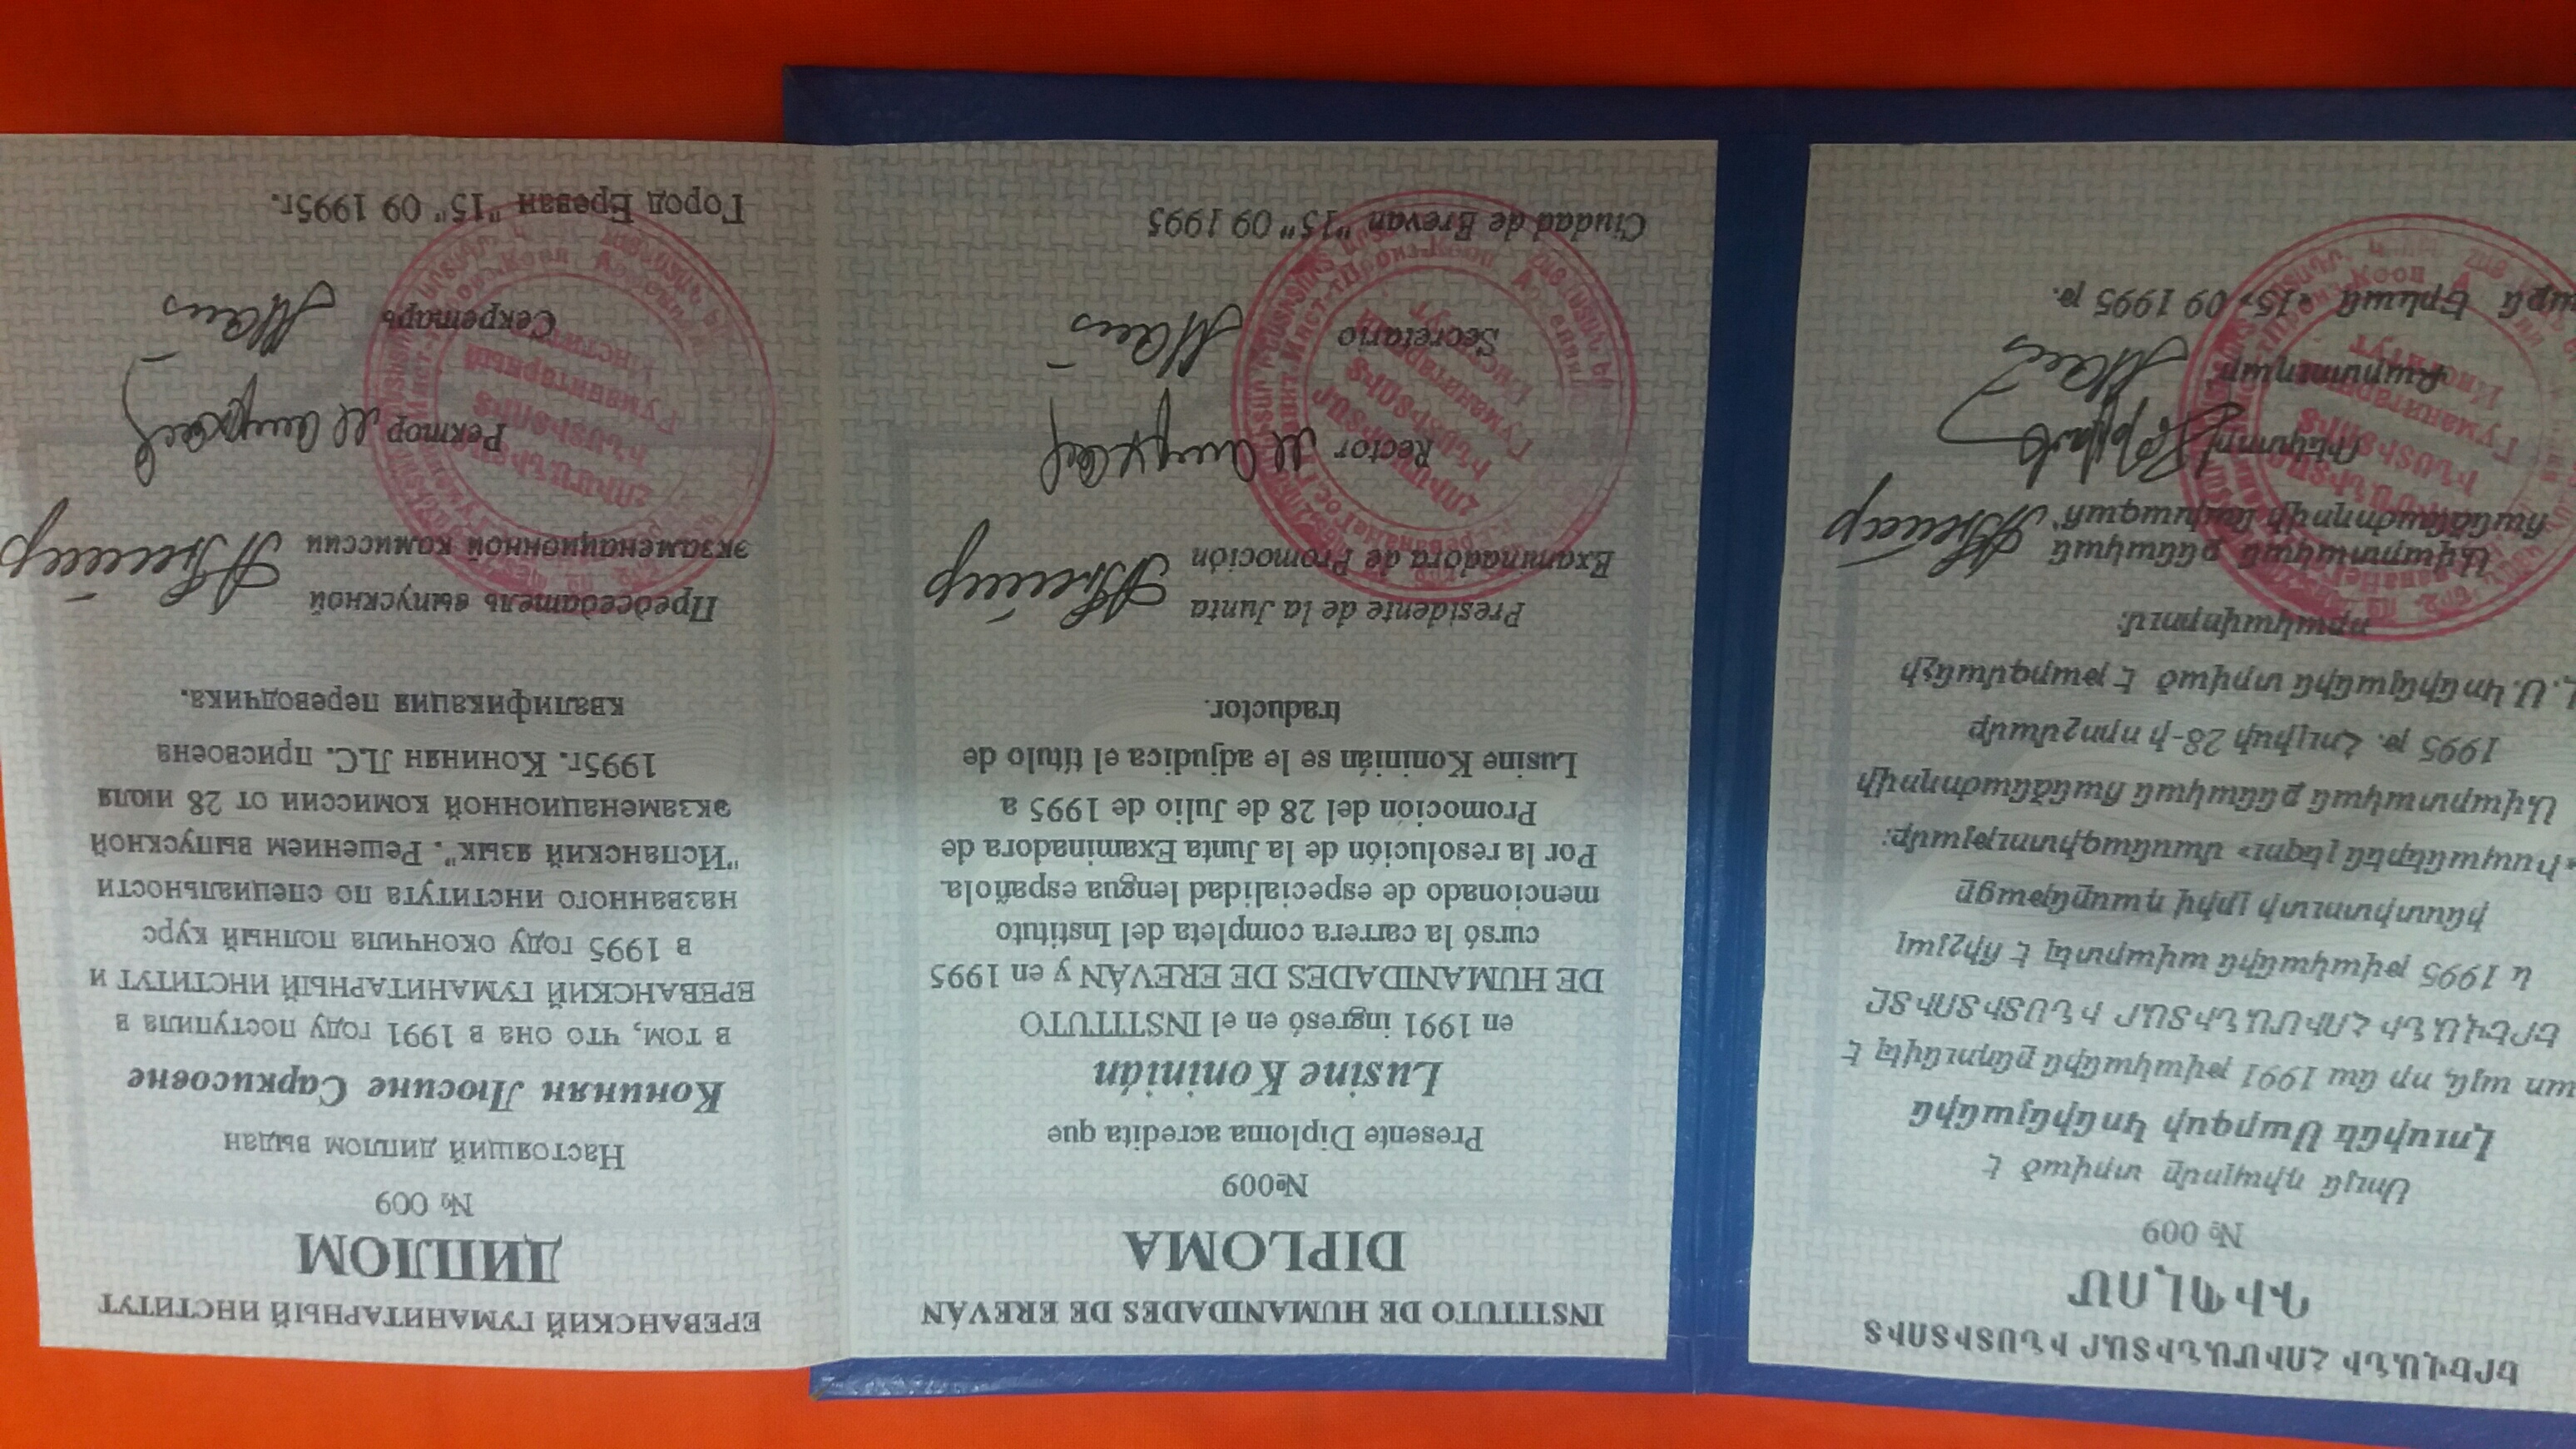 ԵՐԵՎԱՆԻ ՀՈՒՄԱՆԻՏԱՐ ԻՆՍՏԻՏՈՒՏ
ԴԻՊԼՈՄ
№ 009
Սույն դիպլոմը տրված է
Լուսինե Սարգսի Կոնինյանին
առ այն, որ նա 1991 թվականին ընդունվել է
ԵՐԵՎԱՆԻ ՀՈՒՄԱՆԻՏԱՐ ԻՆՍՏԻՏՈՒՏԸ
և 1995 թվականին ավարտել է հիշյալ
ինստիտուտի լրիվ դասընթացը
«Իսպաներեն լեզու» մասնագիտությամբ:
Ավարտական քննական հանձնաժողովի
1995 թ. Հուլիսի 28-ի որոշմամբ
Լ. Ս. Կոնինյանին տրված է թարգմանչի
որակավորում:
Ավարտական քննական
հանձնաժողովի նախագահ
Ռեկտոր
Քարտուղար
Երևան «15» 09 1995 թ.
INSTITUTO DE HUMANIDADES DE EREVÁN
DIPLOMA
№009
Presente Diploma acredita que
Lusine Koninián
en 1991 ingresó en el INSTITUTO
DE HUMANIDADES DE EREVÁN y en 1995
cursó la carrera completa del Instituto
mencionado de especialidad lengua española.
Por la resolución de la Junta Examinadora de
Promoción del 28 de Julio de 1995 a
Lusine Koninián se le adjudica el título de
traductor.
Presidente de la Junta
Examinadora de Promoción
Rector
Secretario
Ciudad de Erevan "15" 09 1995
ЕРЕВАНСКИЙ ГУМАНИТАРНЫЙ ИНСТИТУТ
ДИПЛОМ
№ 009
Настоящий диплом выдан
Конинян Люсине Саркисовне
в том, что она в 1991 году поступила в
ЕРЕВАНСКИЙ ГУМАНИТАРНЫЙ ИНСТИТУТ и
в 1995 году окончила полный курс
названного института по специальности
"Испанский язык". Решением выпускной
экзаменационной комиссии от 28 июля
1995г. Конинян Л.С. присвоена
квалификация переводчика.
Председатель выпускной
экзаменационной комиссии
Ректор
Секретарь
Город Ереван "15" 09 1995г.
ՀՈՒՄԱՆԻՏԱՐ
ԻՆՍՏԻՏՈՒՏ
Гуманитарный
Институт